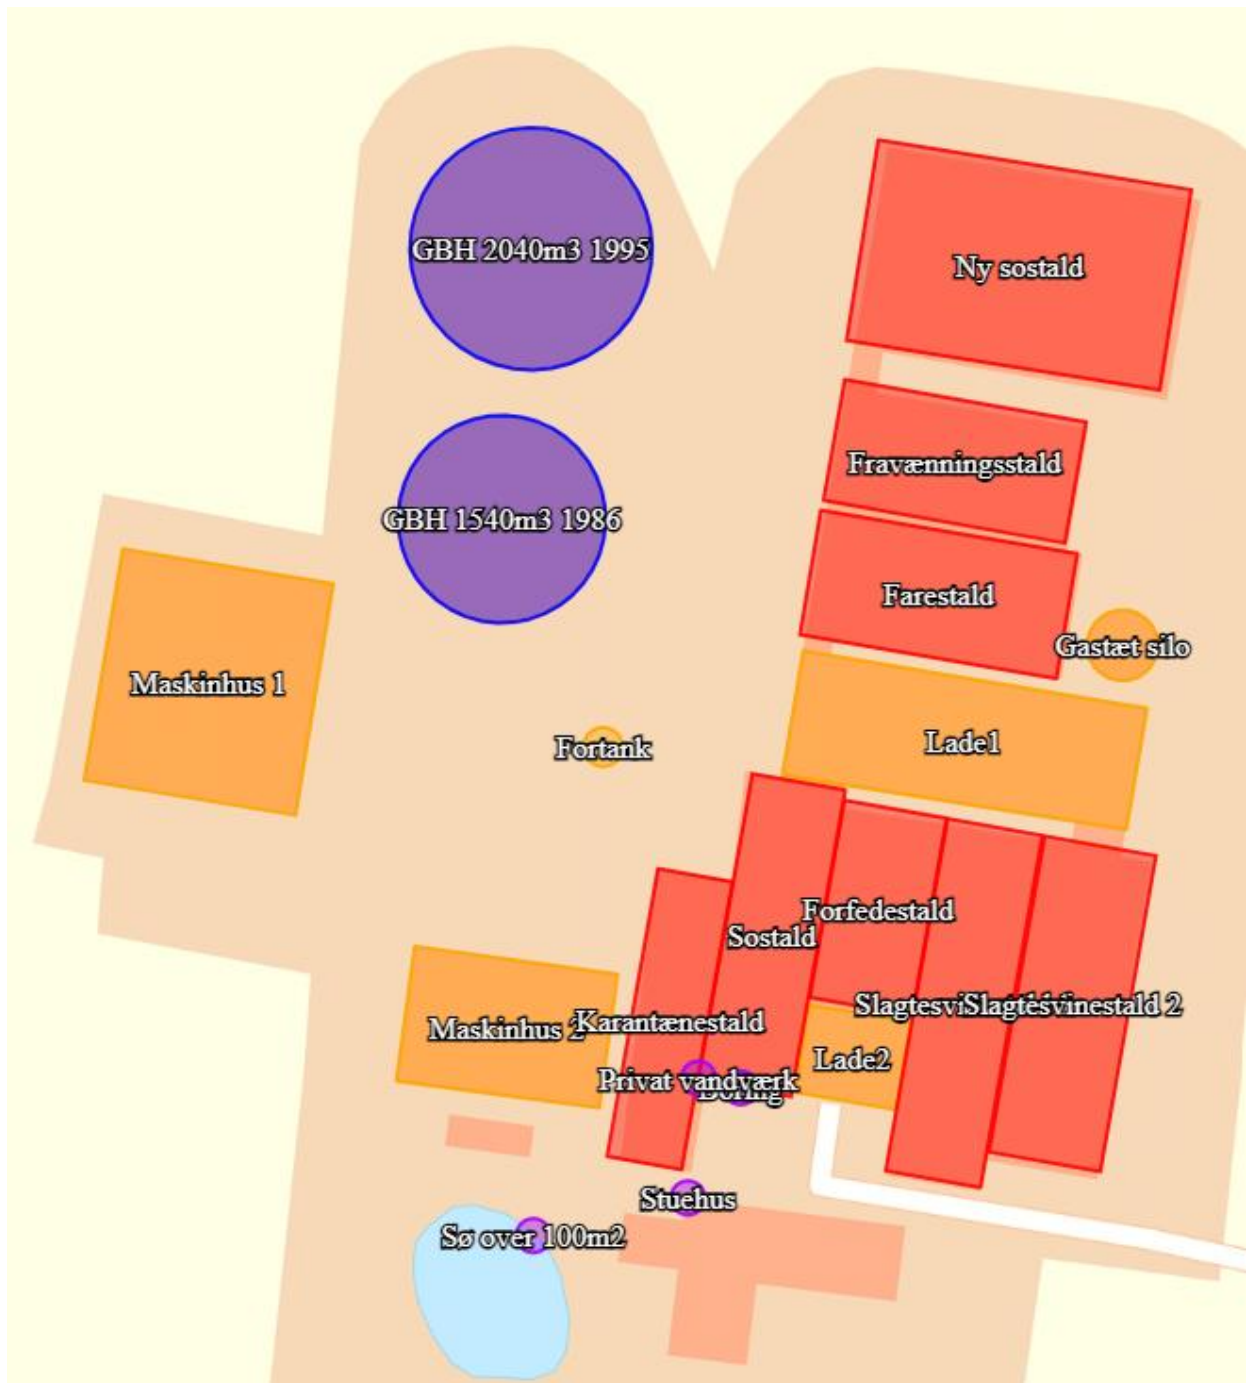 GBH 2040m3 1995
Ny sostald
Fravænningsstald
GBH 1540m3 1986
Farestald
Gastæt silo
Maskinhus 1
Lade1
Fortank
Forfedestald
Sostald
Slagtesvinestald 2
Karantænestald
Maskinhus 2
Lade2
Privat vandværk
Boring
Stuehus
Sø over 100m2